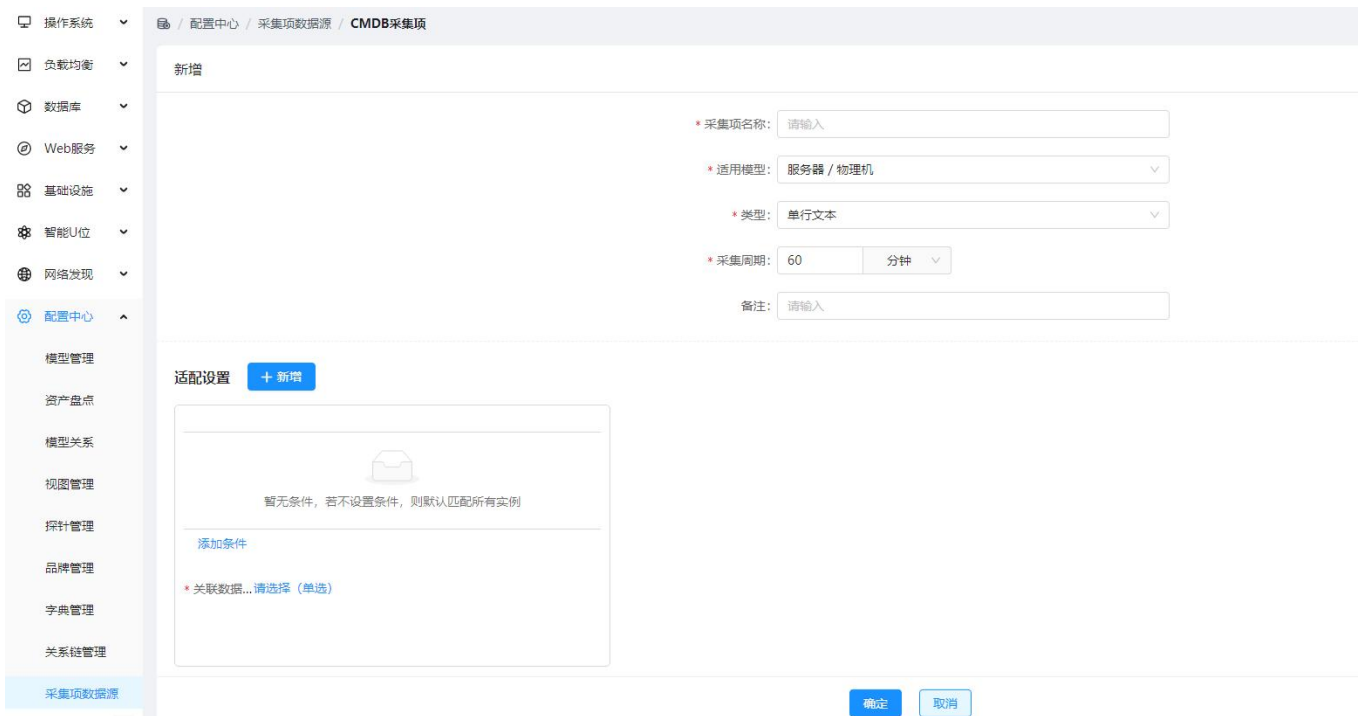 操作系统
负载均衡
数据库
Web服务
基础设施
智能U位
网络发现
配置中心
模型管理
资产盘点
模型关系
视图管理
探针管理
品牌管理
字典管理
关系链管理
采集项数据源
/ 配置中心 / 采集项数据源 / CMDB采集项
新增
* 采集项名称： 请输入
* 适用模型： 服务器 / 物理机
* 类型： 单行文本
* 采集周期： 60 分钟
备注： 请输入
适配设置 + 新增
暂无条件，若不设置条件，则默认匹配所有实例
添加条件
* 关联数据... 请选择（单选）
确定 取消